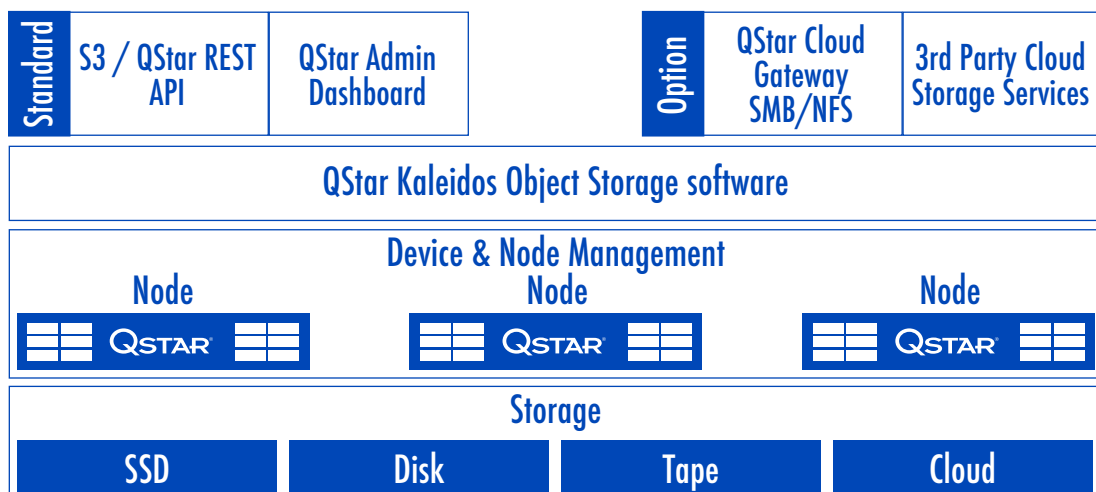 Standard
S3 / QStar REST
API
QStar Admin
Dashboard
Option
QStar Cloud
Gateway
SMB/NFS
3rd Party Cloud
Storage Services
QStar Kaleidos Object Storage software
Device & Node Management
Node
Node
Node
QSTAR®
QSTAR®
QSTAR®
Storage
SSD
Disk
Tape
Cloud